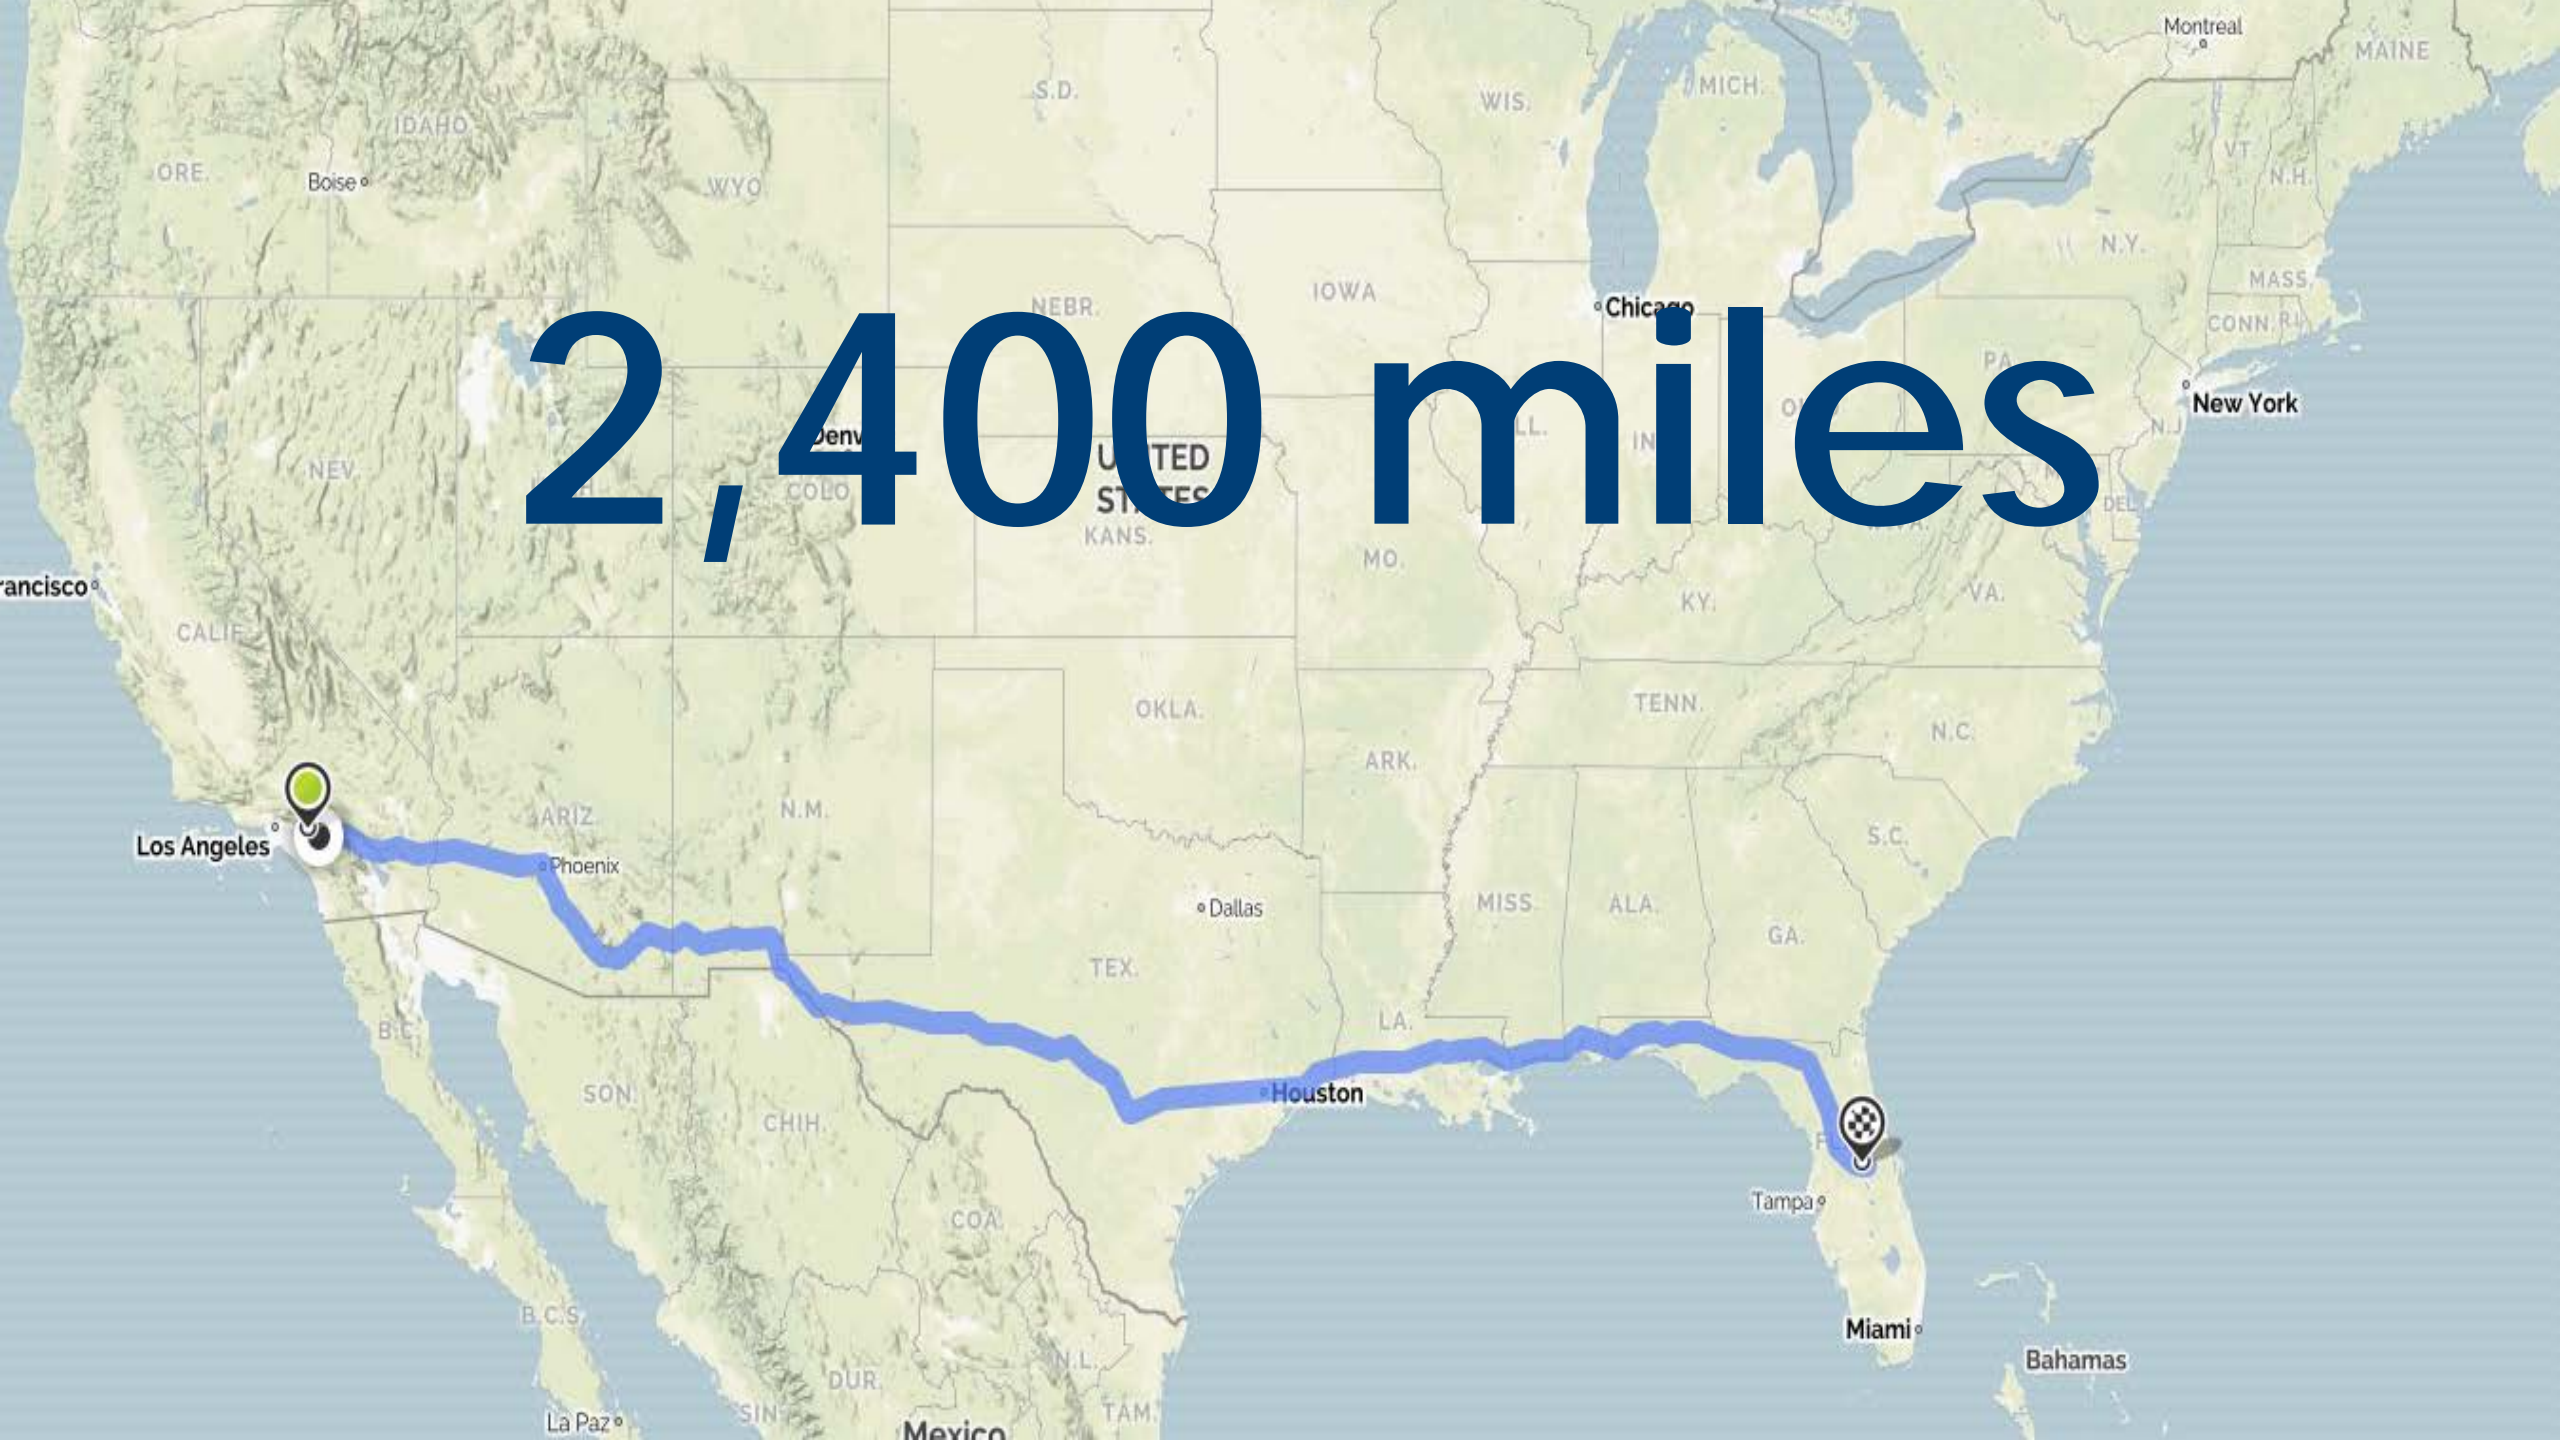 Montreal
MAINE
S.D.
WIS.
MICH.
IDAHO
ORE.
Boise
WYO
VT
N.H.
N.Y.
MASS.
NEBR.
IOWA
Chicago
CONN.
R.I.
2,400 miles
PA.
New York
N.J.
NEV.
COLO
UNITED
STATES
KANS.
DEL.
MO.
rancisco
VA.
KY.
CALIF.
OKLA.
TENN.
N.C.
ARK.
ARIZ.
N.M.
S.C.
Los Angeles
Phoenix
Dallas
MISS.
ALA.
GA.
TEX.
LA.
B.C.
SON.
Houston
CHIH.
Tampa
COA.
B.C.S.
Miami
N.L.
Bahamas
DUR.
SIN
TAM.
La Paz
Mexico